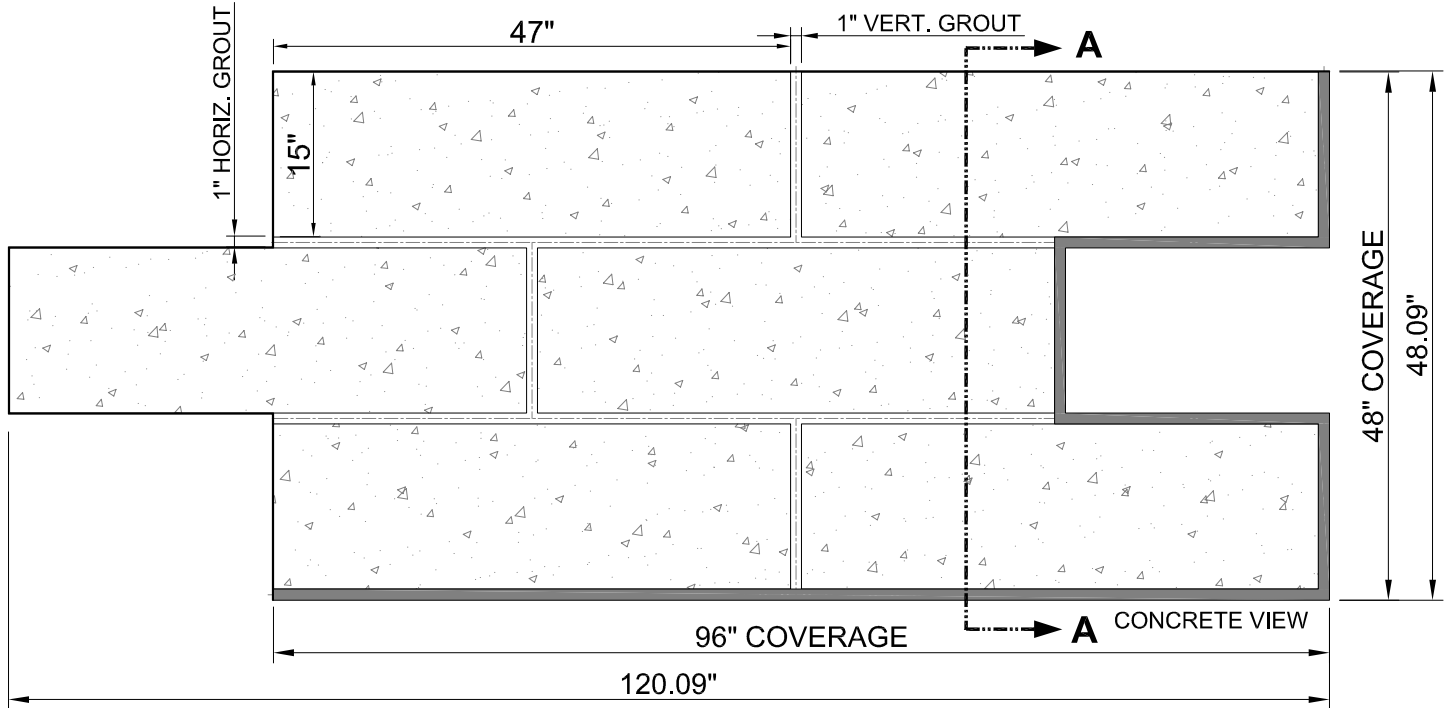 1" HORIZ. GROUT
47"
1" VERT. GROUT
A
15"
48" COVERAGE
48.09"
A
CONCRETE VIEW
96" COVERAGE
120.09"